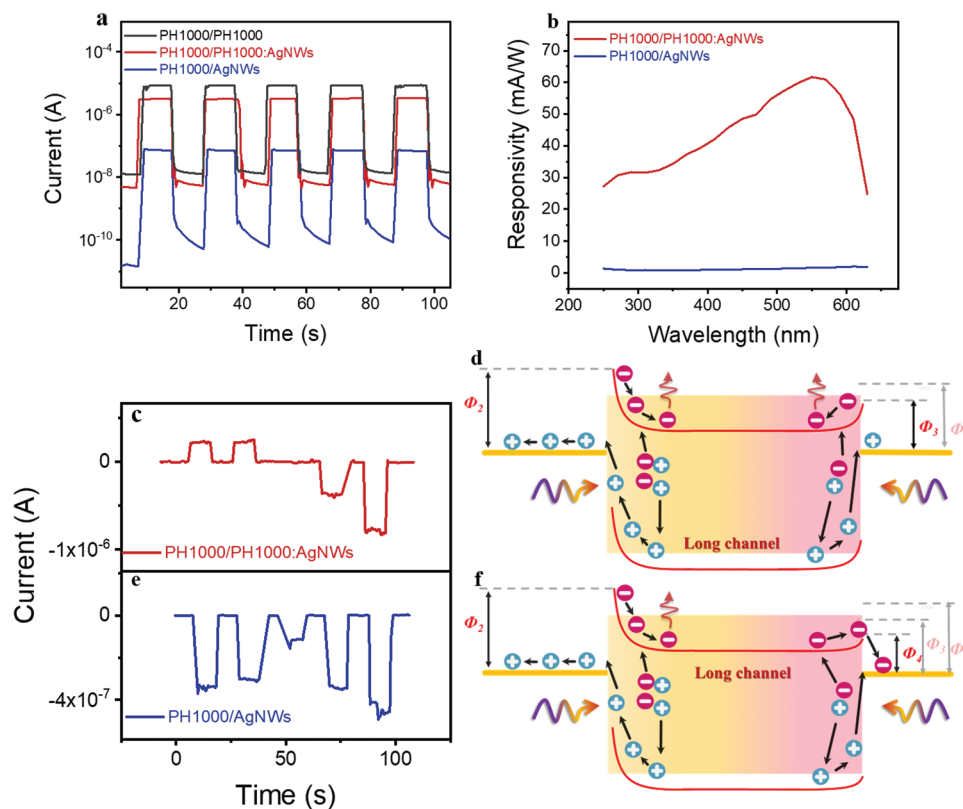 a
PH1000/PH1000
PH1000/PH1000:AgNWs
PH1000/AgNWs
10⁻⁴
10⁻⁶
10⁻⁸
10⁻¹⁰
Current (A)
20
40
60
80
100
Time (s)
b
PH1000/PH1000:AgNWs
PH1000/AgNWs
70
60
50
40
30
20
10
0
Responsivity (mA/W)
200
300
400
500
600
Wavelength (nm)
c
0
-1x10⁻⁶
PH1000/PH1000:AgNWs
Current (A)
e
0
-4x10⁻⁷
PH1000/AgNWs
0
50
100
Time (s)
d
Φ₂
Φ₃
Φ
Long channel
f
Φ₂
Φ₄
Φ₃
Φ
Long channel